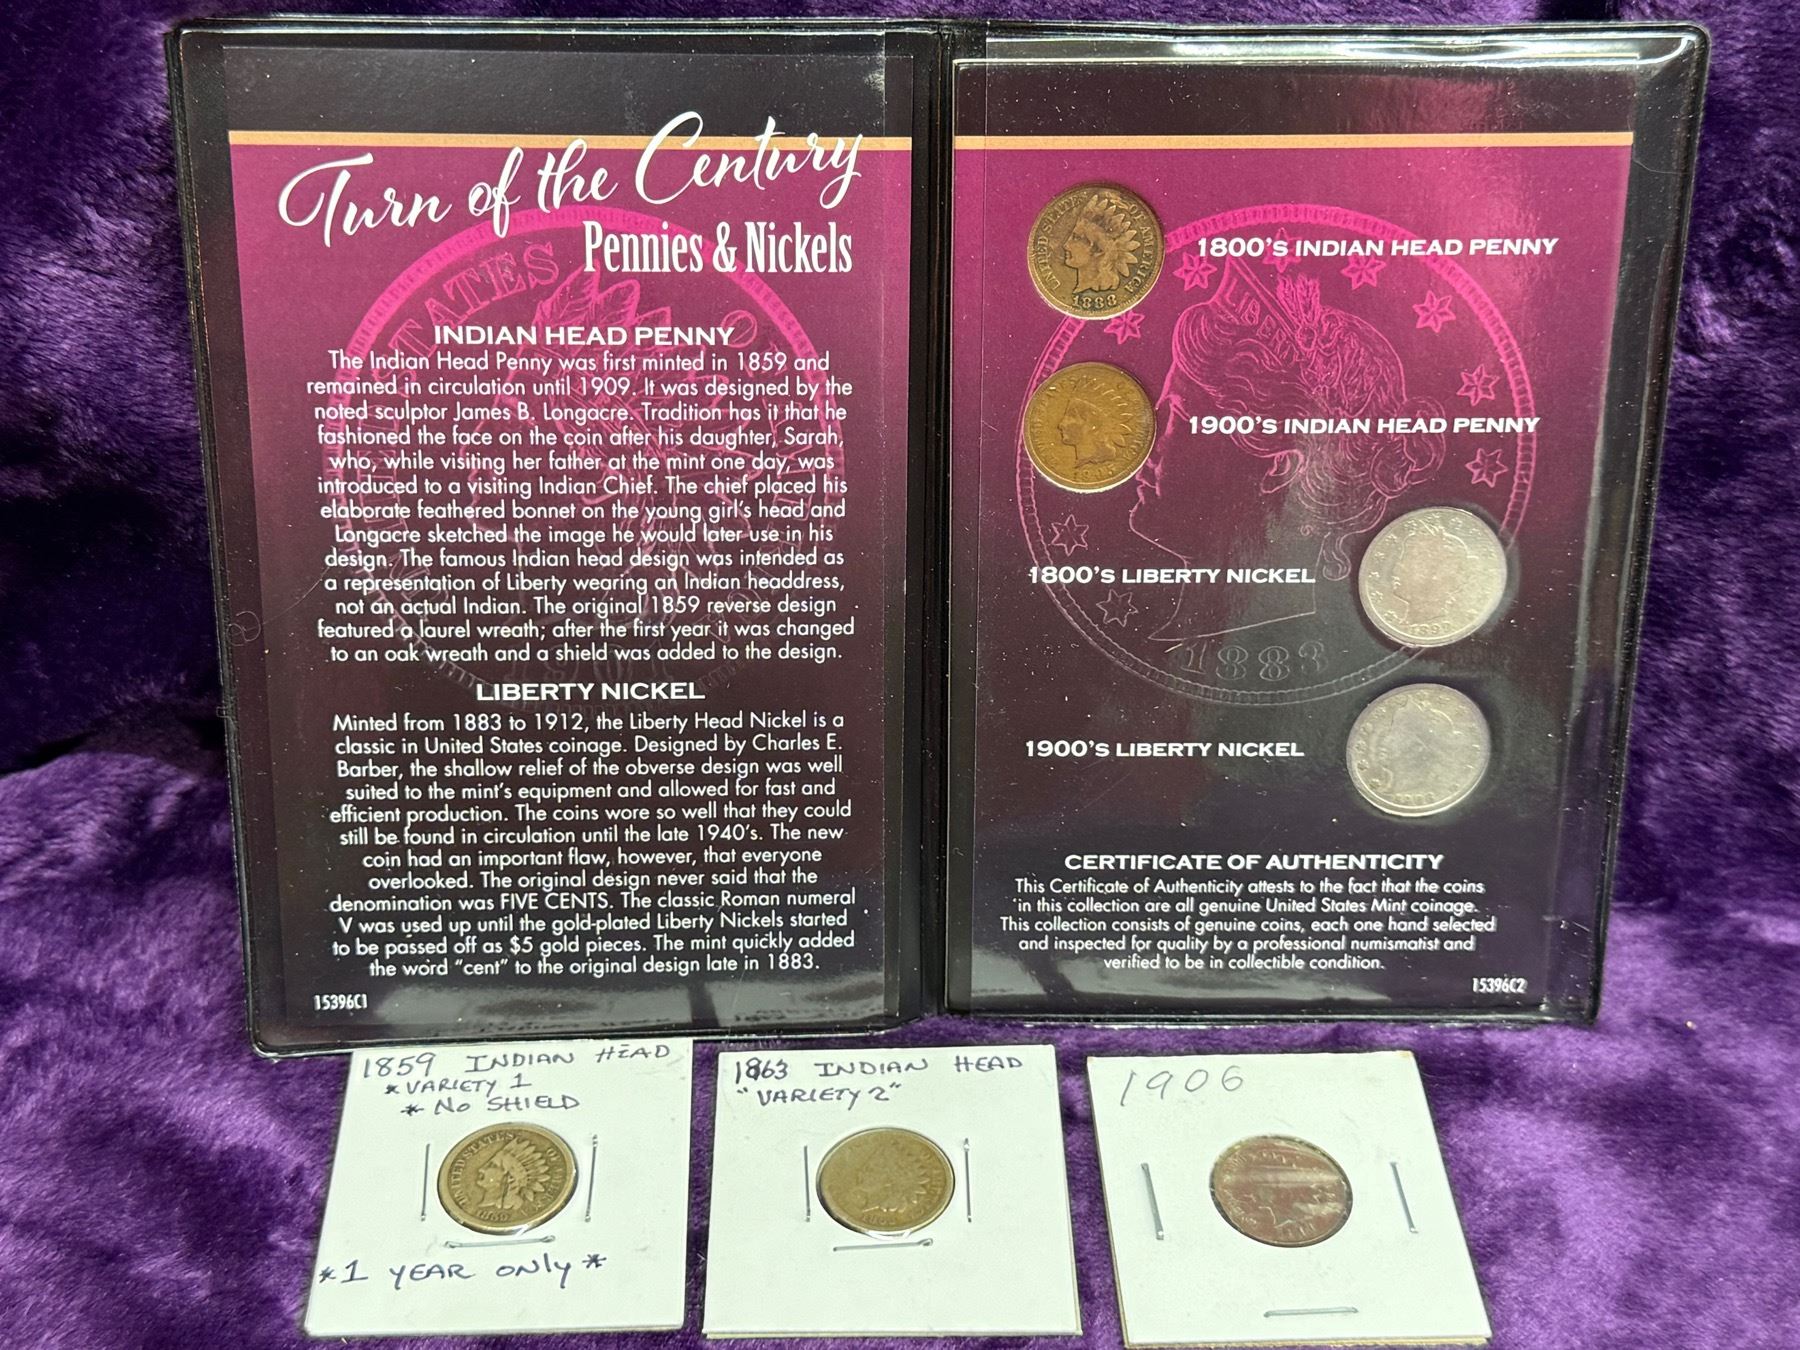 Turn of the Century
Pennies & Nickels
INDIAN HEAD PENNY
The Indian Head Penny was first minted in 1859 and
remained in circulation until 1909. It was designed by the
noted sculptor James B. Longacre. Tradition has it that he
fashioned the face on the coin after his daughter, Sarah,
who, while visiting her father at the mint one day, was
introduced to a visiting Indian Chief. The chief placed his
elaborate feathered bonnet on the young girl's head and
Longacre sketched the image he would later use in his
design. The famous Indian head design was intended as
a representation of Liberty wearing an Indian headdress,
not an actual Indian. The original 1859 reverse design
featured a laurel wreath; after the first year it was changed
to an oak wreath and a shield was added to the design.
LIBERTY NICKEL
Minted from 1883 to 1912, the Liberty Head Nickel is a
classic in United States coinage. Designed by Charles E.
Barber, the shallow relief of the obverse design was well
suited to the mint's equipment and allowed for fast and
efficient production. The coins wore so well that they could
still be found in circulation until the late 1940's. The new
coin had an important flaw, however, that everyone
overlooked. The original design never said that the
denomination was FIVE CENTS. The classic Roman numeral
V was used up until the gold-plated Liberty Nickels started
to be passed off as $5 gold pieces. The mint quickly added
the word "cent" to the original design late in 1883.
15396C1
UNITED STATES OF AMERICA
1888
1800'S INDIAN HEAD PENNY
1905
1900'S INDIAN HEAD PENNY
1800'S LIBERTY NICKEL
1897
1883
1900'S LIBERTY NICKEL
CERTIFICATE OF AUTHENTICITY
This Certificate of Authenticity attests to the fact that the coins
in this collection are all genuine United States Mint coinage.
This collection consists of genuine coins, each one hand selected
and inspected for quality by a professional numismatist and
verified to be in collectible condition.
15396C2
1859 INDIAN HEAD
*VARIETY 1
* NO SHIELD
UNITED STATES OF AMERICA
1859
*1 YEAR ONLY*
1863 INDIAN HEAD
"VARIETY 2"
1906